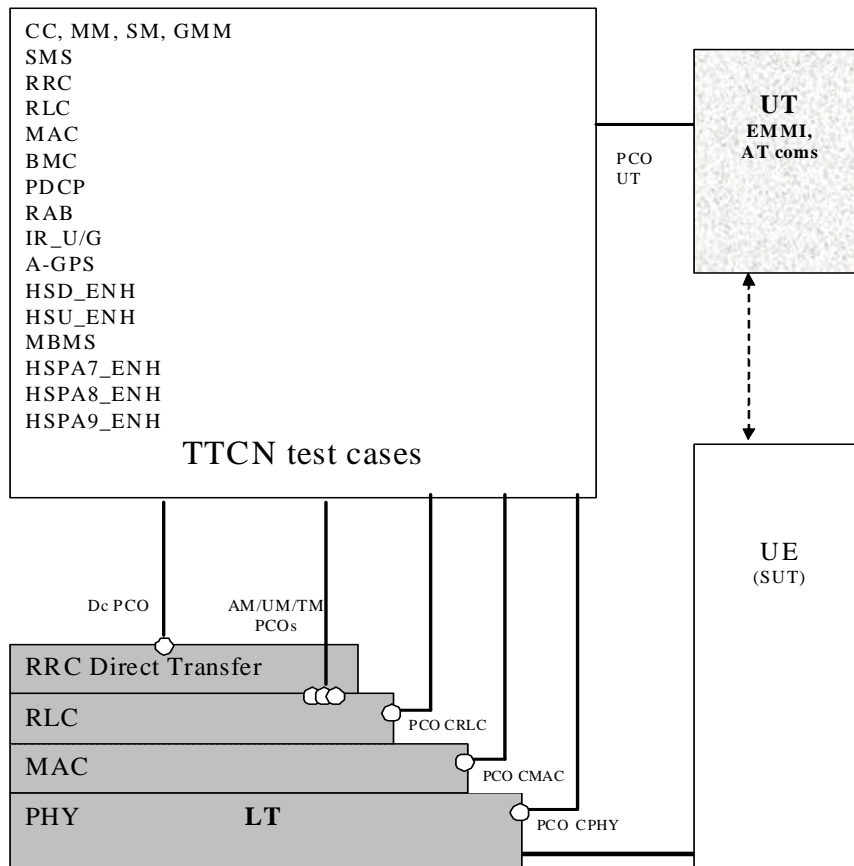 CC, MM, SM, GMM
SMS
RRC
RLC
MAC
BMC
PDCP
RAB
IR_U/G
A-GPS
HSD_ENH
HSU_ENH
MBMS
HSPA7_ENH
HSPA8_ENH
HSPA9_ENH
TTCN test cases
UT
EMMI,
AT coms
PCO
UT
UE
(SUT)
Dc PCO
AM/UM/TM
PCOs
RRC Direct Transfer
RLC
PCO CRLC
MAC
PCO CMAC
PHY
LT
PCO CPHY